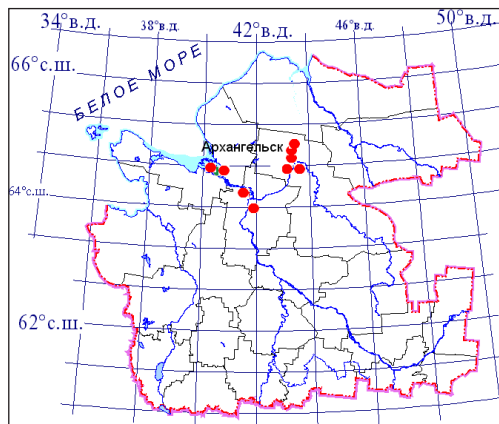 34°в.д.
38°в.д.
42°в.д.
46°в.д.
50°в.д.
66°с.ш.
БЕЛОЕ МОРЕ
Архангельск
64°с.ш.
62°с.ш.